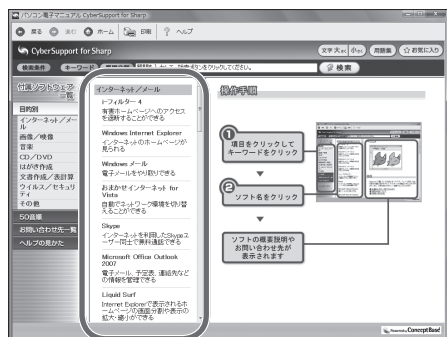 パソコン電子マニュアル CyberSupport for Sharp
戻る 進む ホーム 印刷 ヘルプ
CyberSupport for Sharp
文字 大 小 用語集 お気に入り
検索条件 キーワード
検索
付属ソフトウェア一覧
目的別
インターネット／メール
画像／映像
音楽
CD／DVD
はがき作成
文書作成／表計算
ウイルス／セキュリティ
その他
50音順
お問い合わせ先一覧
ヘルプの見かた
インターネット／メール
i-フィルター 4
有害ホームページへのアクセス
を遮断することができる
Windows Internet Explorer
インターネットのホームページが
見られる
Windows メール
電子メールをやり取りできる
おまかせインターネット for
Vista
自動でネットワーク環境を切り替
えることができる
Skype
インターネットを利用したSkypeユ
ーザー同士で無料通話できる
Microsoft Office Outlook
2007
電子メール、予定表、連絡先など
の情報を管理できる
Liquid Surf
Internet Explorerで表示されるホ
ームページの画面分割や表示の
拡大・縮小ができる
操作手順
1
項目をクリックして
キーワードをクリック
2
ソフト名をクリック
ソフトの概要説明や
お問い合わせ先が
表示されます
Powered by ConceptBase